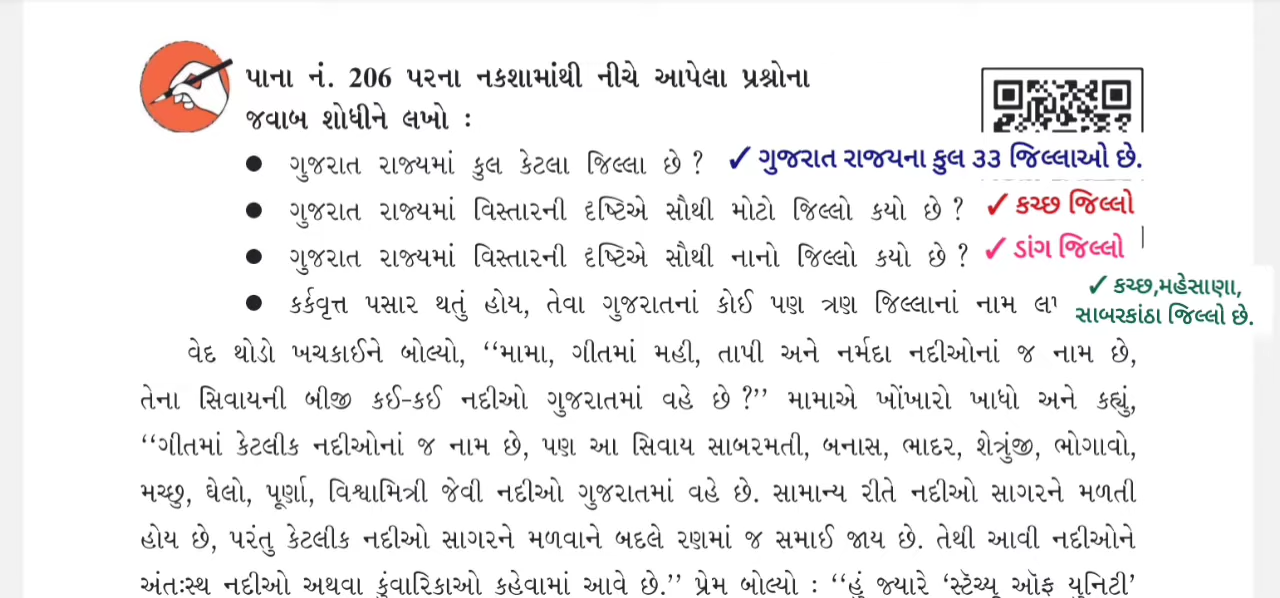 પાના નં. 206 પરના નકશામાંથી નીચે આપેલા પ્રશ્નોના
જવાબ શોધીને લખો :
● ગુજરાત રાજ્યમાં કુલ કેટલા જિલ્લા છે ? ✓ ગુજરાત રાજયના કુલ ૩૩ જિલ્લાઓ છે.
● ગુજરાત રાજ્યમાં વિસ્તારની દૃષ્ટિએ સૌથી મોટો જિલ્લો કયો છે ? ✓ કચ્છ જિલ્લો
● ગુજરાત રાજ્યમાં વિસ્તારની દૃષ્ટિએ સૌથી નાનો જિલ્લો કયો છે ? ✓ ડાંગ જિલ્લો
● કર્કવૃત્ત પસાર થતું હોય, તેવા ગુજરાતનાં કોઈ પણ ત્રણ જિલ્લાનાં નામ
✓ કચ્છ,મહેસાણા,
સાબરકાંઠા જિલ્લો છે.
વેદ થોડો ખચકાઈને બોલ્યો, “મામા, ગીતમાં મહી, તાપી અને નર્મદા નદીઓનાં જ નામ છે,
તેના સિવાયની બીજી કઈ-કઈ નદીઓ ગુજરાતમાં વહે છે ?” મામાએ ખોંખારો ખાધો અને કહ્યું,
“ગીતમાં કેટલીક નદીઓનાં જ નામ છે, પણ આ સિવાય સાબરમતી, બનાસ, ભાદર, શેત્રુંજી, ભોગાવો,
મચ્છુ, ઘેલો, પૂર્ણા, વિશ્વામિત્રી જેવી નદીઓ ગુજરાતમાં વહે છે. સામાન્ય રીતે નદીઓ સાગરને મળતી
હોય છે, પરંતુ કેટલીક નદીઓ સાગરને મળવાને બદલે રણમાં જ સમાઈ જાય છે. તેથી આવી નદીઓને
અંતઃસ્થ નદીઓ અથવા કુંવારિકાઓ કહેવામાં આવે છે.” પ્રેમ બોલ્યો : “હું જ્યારે ‘સ્ટૅચ્યૂ ઑફ યુનિટી’